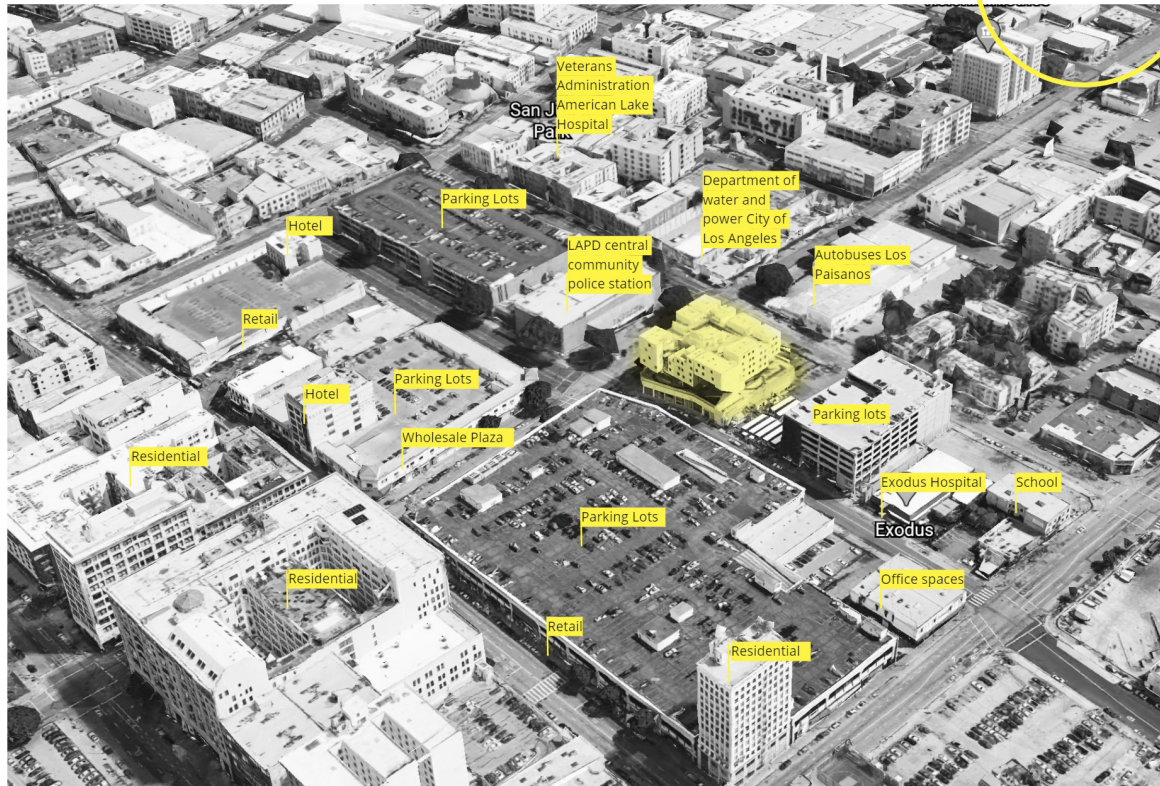 Veterans
Administration
American Lake
Hospital
San J
Park
Parking Lots
Department of
water and
power City of
Los Angeles
Hotel
LAPD central
community
police station
Autobuses Los
Paisanos
Retail
Parking Lots
Hotel
Parking lots
Wholesale Plaza
Residential
Exodus Hospital
School
Parking Lots
Exodus
Residential
Office spaces
Retail
Residential